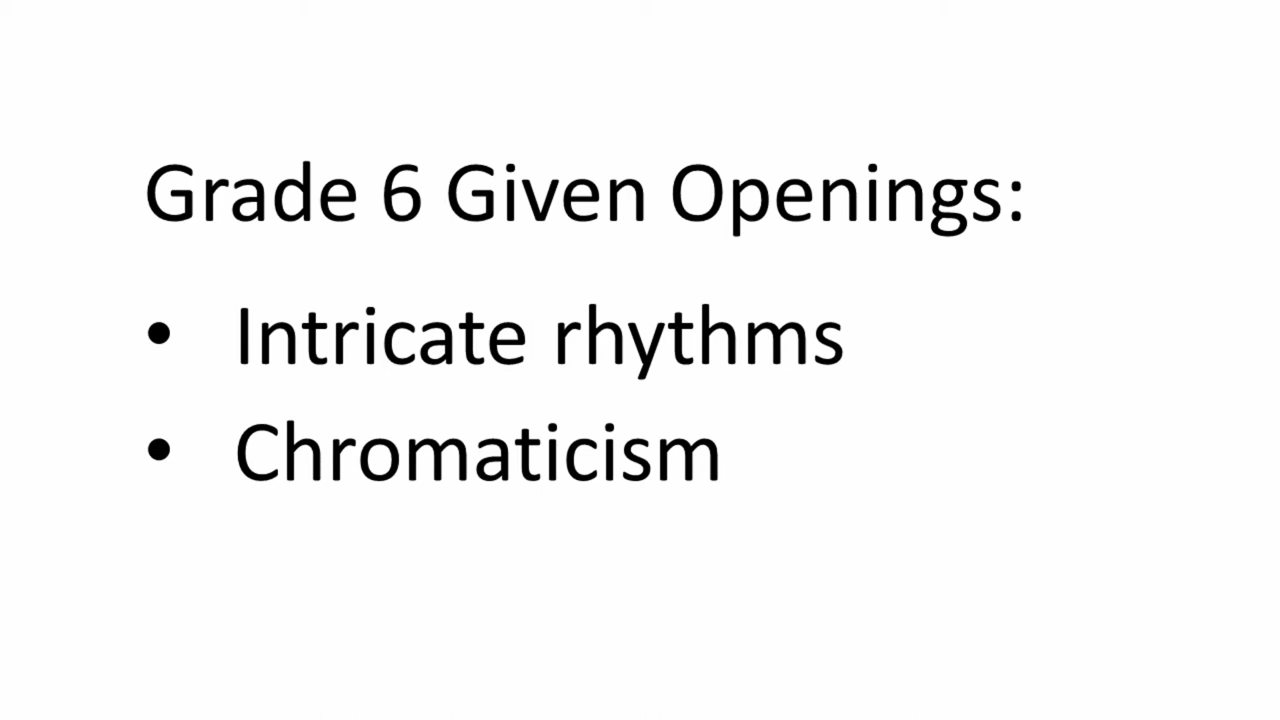 Grade 6 Given Openings:
• Intricate rhythms
• Chromaticism